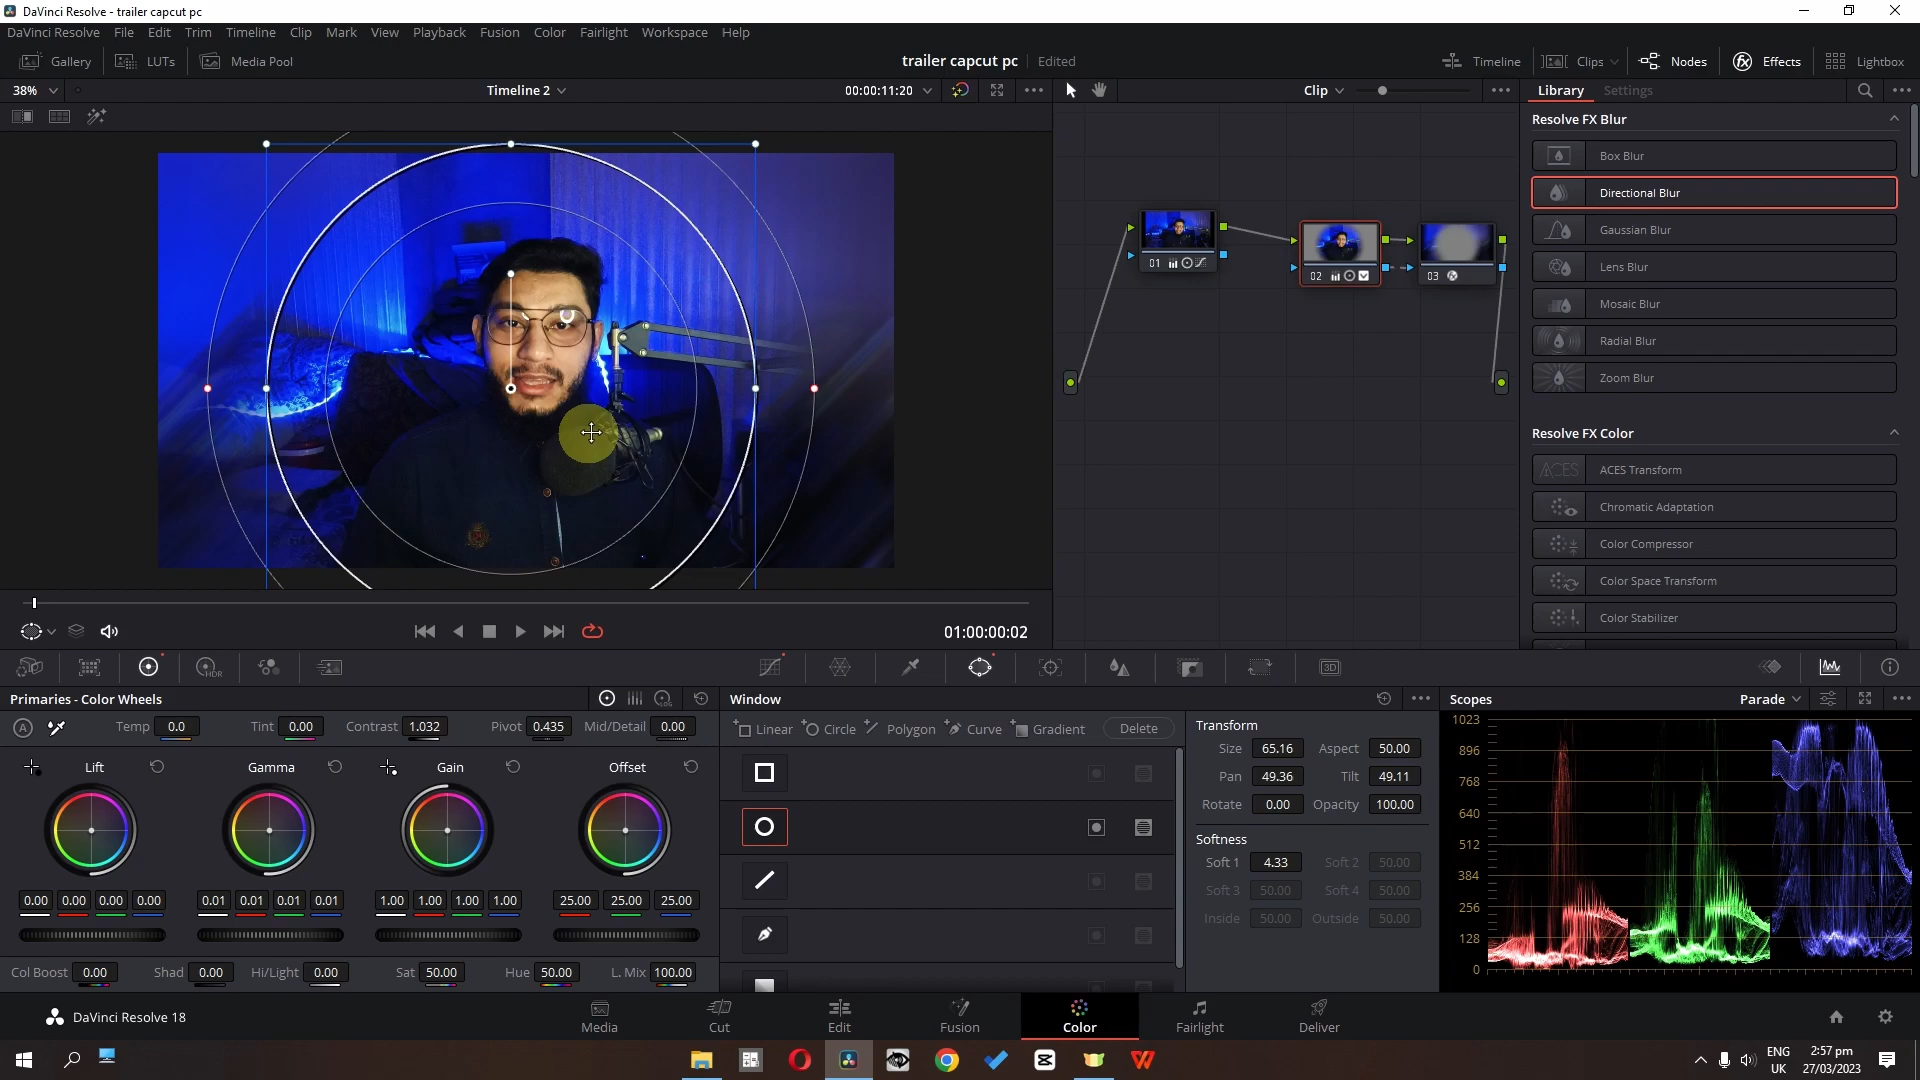 DaVinci Resolve - trailer capcut pc
DaVinci Resolve File Edit Trim Timeline Clip Mark View Playback Fusion Color Fairlight Workspace Help
Gallery LUTs Media Pool trailer capcut pc Edited Timeline Clips Nodes Effects Lightbox
38% Timeline 2 00:00:11:20 Clip Library Settings
Resolve FX Blur
Box Blur
Directional Blur
Gaussian Blur
Lens Blur
Mosaic Blur
Radial Blur
Zoom Blur
01
02
03
Resolve FX Color
ACES ACES Transform
Chromatic Adaptation
Color Compressor
Color Space Transform
Color Stabilizer
01:00:00:02
HDR
3D
Primaries - Color Wheels LOG
A Temp 0.0 Tint 0.00 Contrast 1.032 Pivot 0.435 Mid/Detail 0.00
Lift Gamma Gain Offset
0.00 0.00 0.00 0.00 0.01 0.01 0.01 0.01 1.00 1.00 1.00 1.00 25.00 25.00 25.00
Col Boost 0.00 Shad 0.00 Hi/Light 0.00 Sat 50.00 Hue 50.00 L. Mix 100.00
Window
Linear Circle Polygon Curve Gradient Delete
Transform
Size 65.16 Aspect 50.00
Pan 49.36 Tilt 49.11
Rotate 0.00 Opacity 100.00
Softness
Soft 1 4.33 Soft 2 50.00
Soft 3 50.00 Soft 4 50.00
Inside 50.00 Outside 50.00
Scopes Parade
1023
896
768
640
512
384
256
128
0
DaVinci Resolve 18 Media Cut Edit Fusion Color Fairlight Deliver
ENG
UK
2:57 pm
27/03/2023